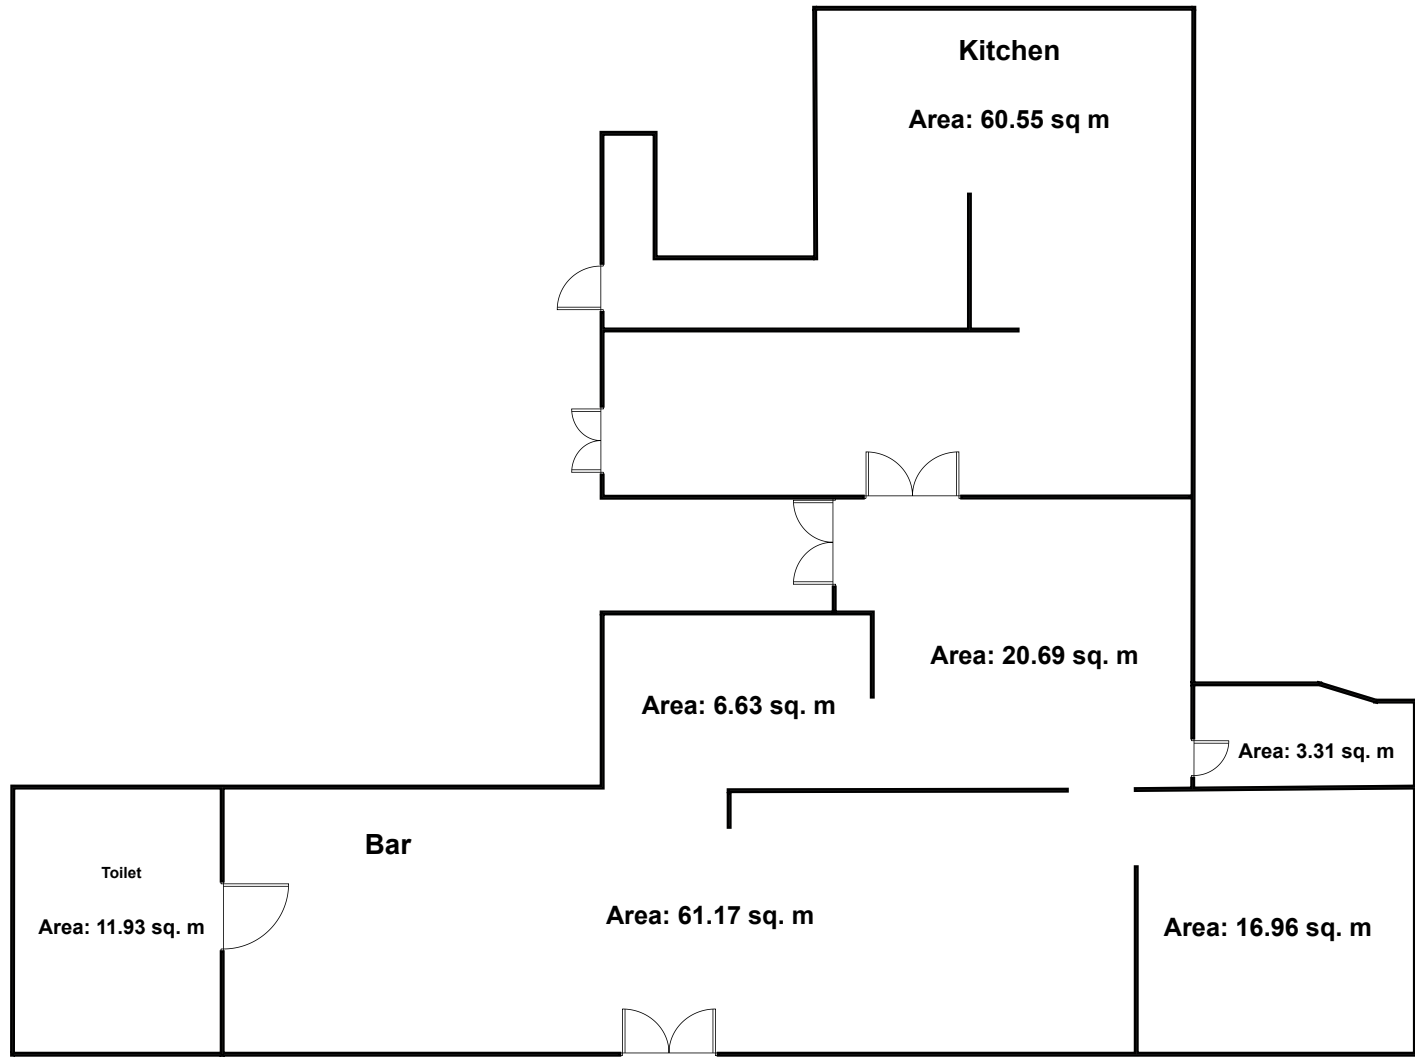 Kitchen
Area: 60.55 sq m
Area: 20.69 sq. m
Area: 6.63 sq. m
Area: 3.31 sq. m
Bar
Toilet
Area: 61.17 sq. m
Area: 11.93 sq. m
Area: 16.96 sq. m